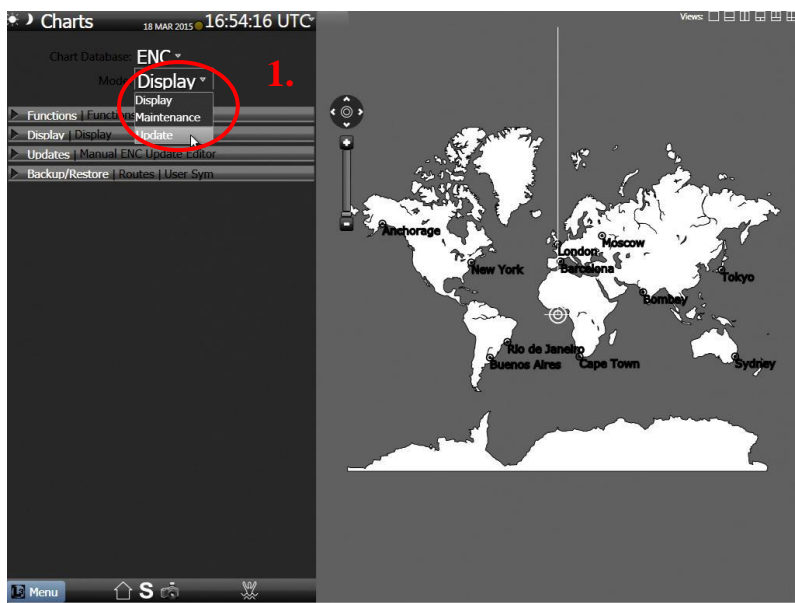 Charts 18 MAR 2015 16:54:16 UTC
Views:
Chart Database: ENC
Mode Display
1.
Display
Maintenance
Update
Functions | Functions
Display | Display
Updates | Manual ENC Update Editor
Backup/Restore | Routes | User Sym
Anchorage
Moscow
London
New York
Barcelona
Tokyo
Bombay
Rio de Janeiro
Buenos Aires
Cape Town
Sydney
Menu
S